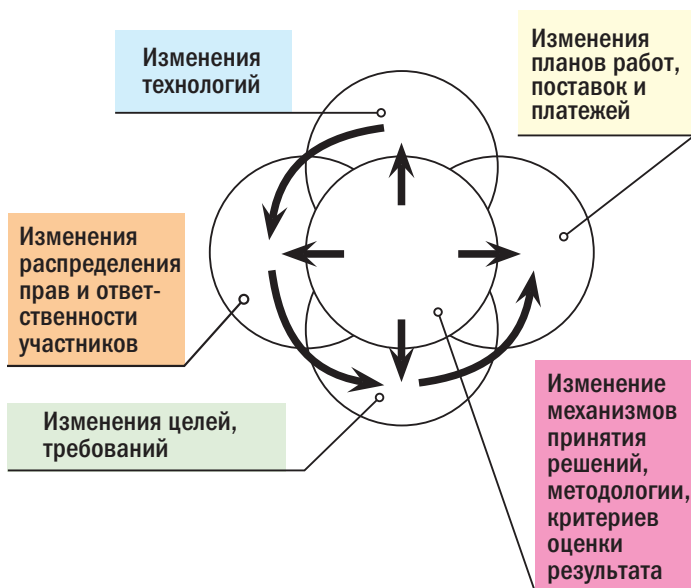 Изменения
технологий
Изменения
планов работ,
поставок и
платежей
Изменения
распределения
прав и ответ-
ственности
участников
Изменения целей,
требований
Изменение
механизмов
принятия
решений,
методологии,
критериев
оценки
результата